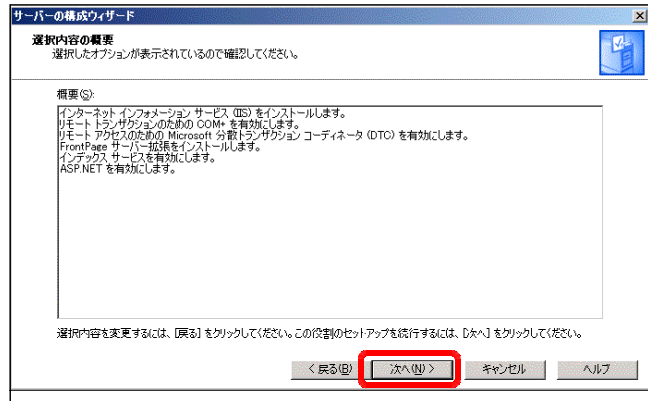 サーバーの構成ウィザード
選択内容の概要
選択したオプションが表示されているので確認してください。
概要(S):
インターネット インフォメーション サービス (IIS) をインストールします。
リモート トランザクションのための COM+ を有効にします。
リモート アクセスのための Microsoft 分散トランザクション コーディネータ (DTC) を有効にします。
FrontPage サーバー拡張をインストールします。
インデックス サービスを有効にします。
ASP.NET を有効にします。
選択内容を変更するには、[戻る] をクリックしてください。この役割のセットアップを続行するには、[次へ] をクリックしてください。
< 戻る(B) 次へ(N) > キャンセル ヘルプ